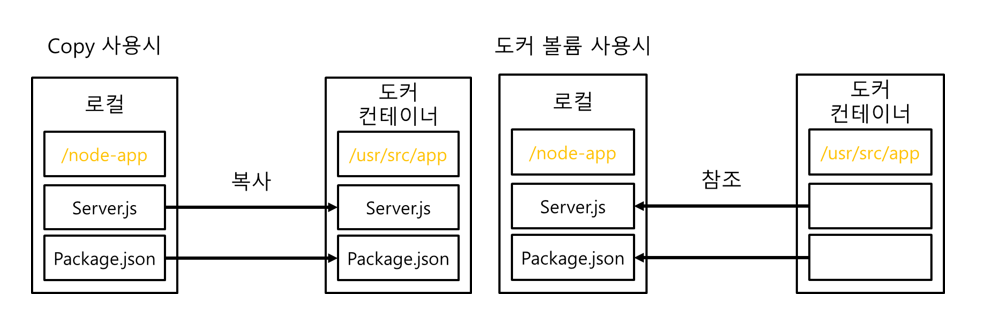 Copy 사용시
로컬
/node-app
Server.js
Package.json
복사
도커
컨테이너
/usr/src/app
Server.js
Package.json
도커 볼륨 사용시
로컬
/node-app
Server.js
Package.json
참조
도커
컨테이너
/usr/src/app